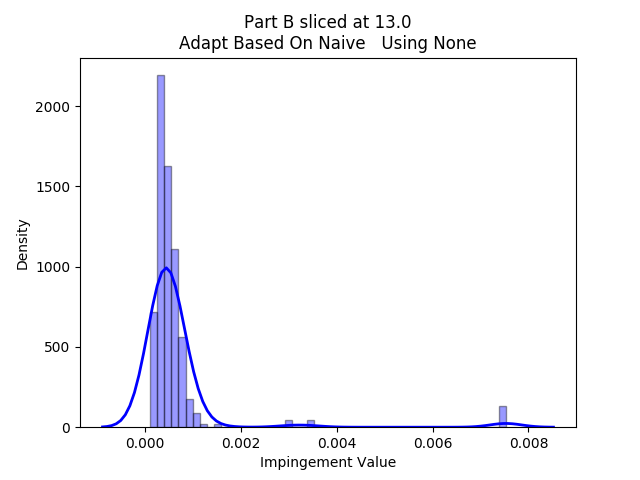 Part B sliced at 13.0
Adapt Based On Naive   Using None
Density
2000
1500
1000
500
0
0.000 0.002 0.004 0.006 0.008
Impingement Value